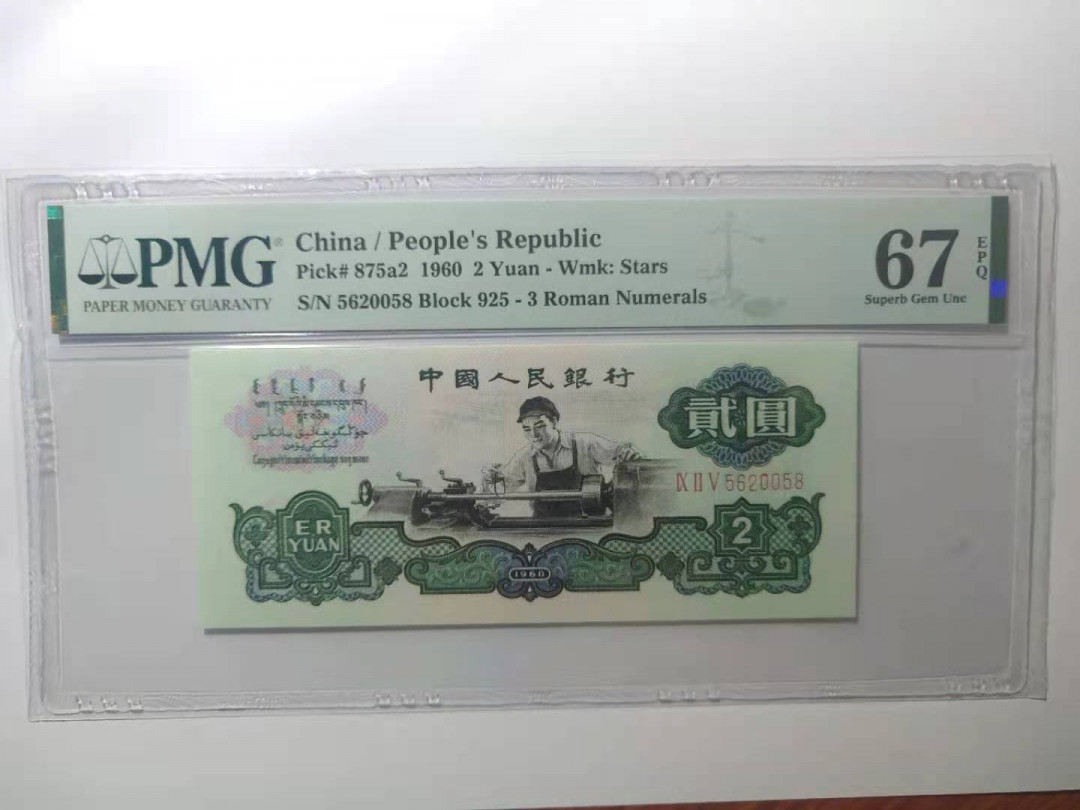 PMG
PAPER MONEY GUARANTY
China / People's Republic
Pick# 875a2 1960 2 Yuan - Wmk: Stars
S/N 5620058 Block 925 - 3 Roman Numerals
67
EPQ
Superb Gem Unc
中國人民銀行
貳圓
IX II V 5620058
ER
YUAN
2
1960